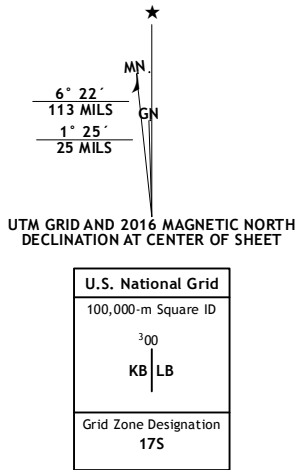 ★
MN
6° 22´
113 MILS
GN
1° 25´
25 MILS
UTM GRID AND 2016 MAGNETIC NORTH
DECLINATION AT CENTER OF SHEET
U.S. National Grid
100,000-m Square ID
³00
KB LB
Grid Zone Designation
17S